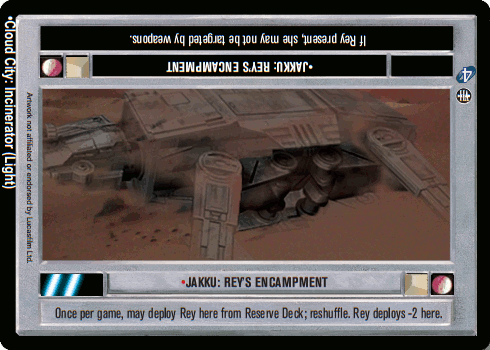 If Rey present, she may not be targeted by weapons.
•JAKKU: REY'S ENCAMPMENT
4
•Cloud City: Incinerator (Light)
Artwork not affiliated or endorsed by Lucasfilm Ltd.
•JAKKU: REY'S ENCAMPMENT
Once per game, may deploy Rey here from Reserve Deck; reshuffle. Rey deploys -2 here.